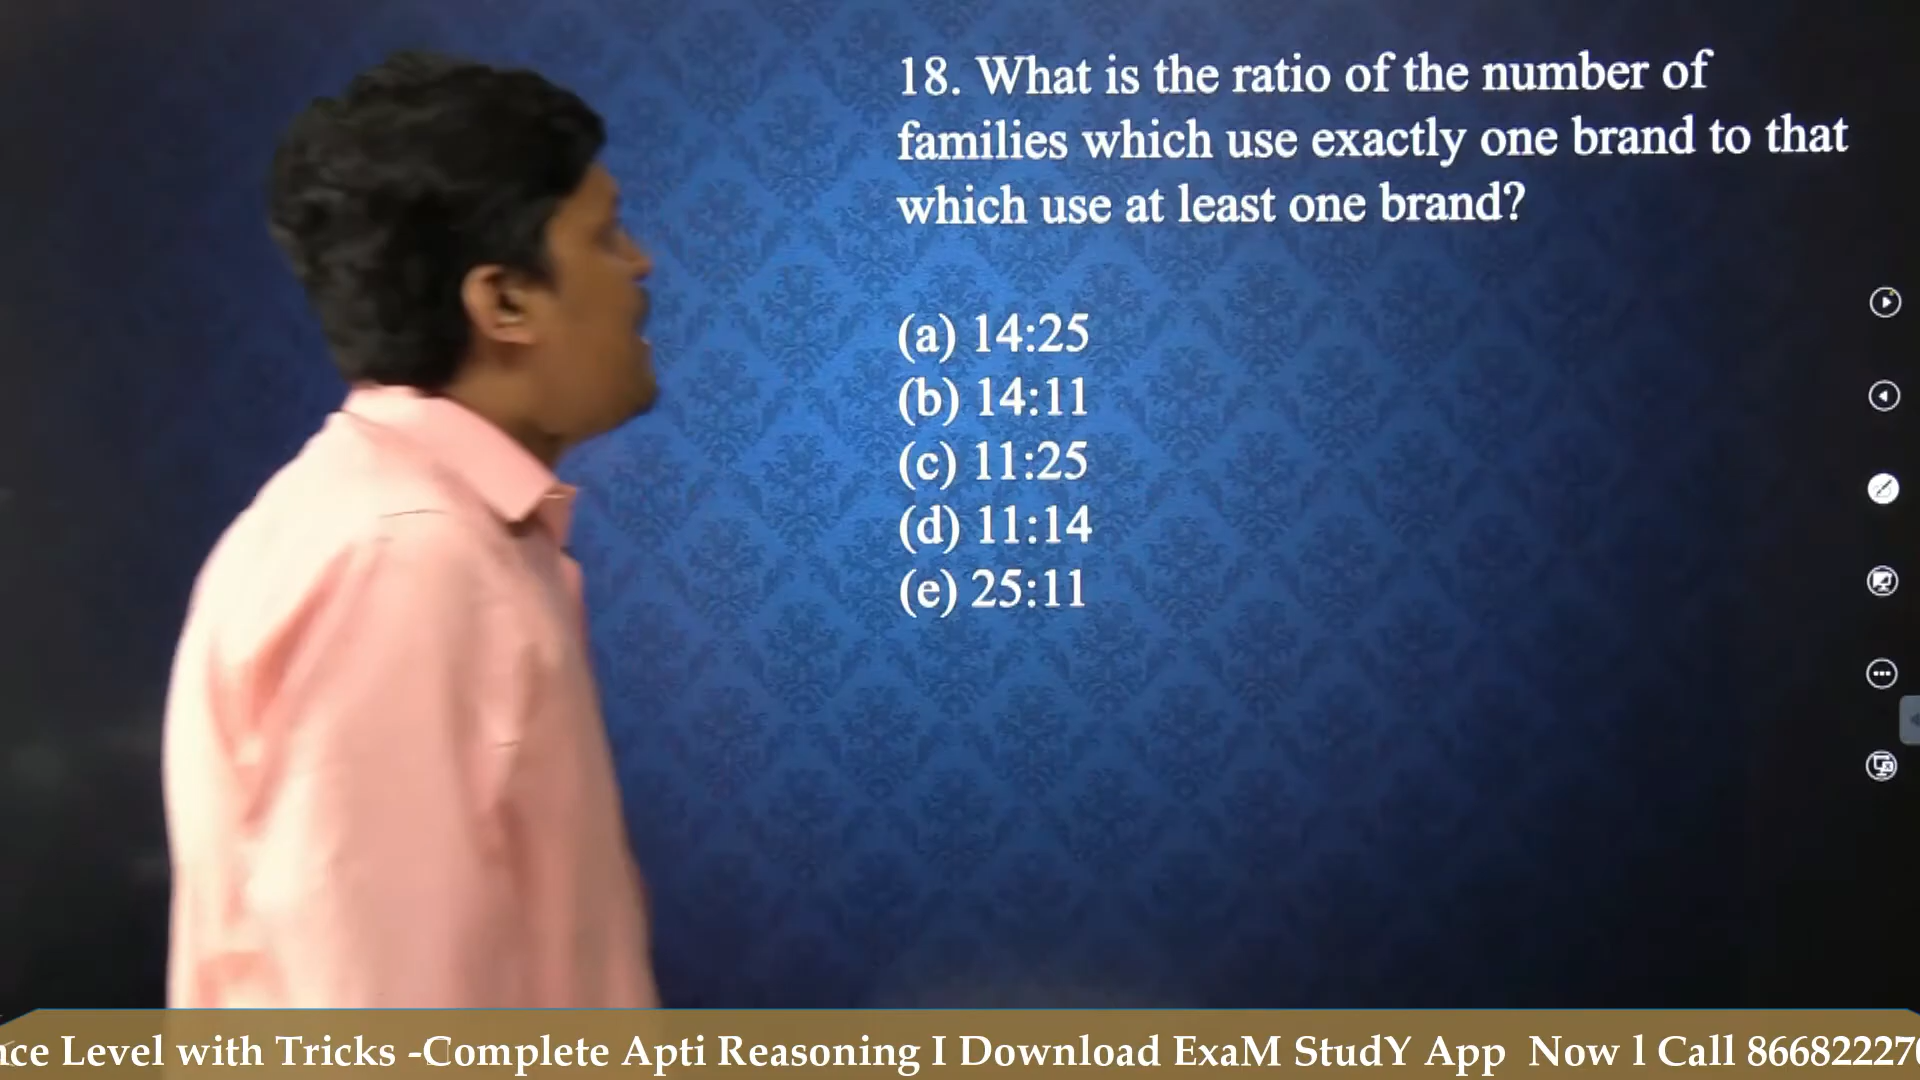 18. What is the ratio of the number of
families which use exactly one brand to that
which use at least one brand?
(a) 14:25
(b) 14:11
(c) 11:25
(d) 11:14
(e) 25:11
Level with Tricks -Complete Apti Reasoning I Download ExaM StudY App Now l Call